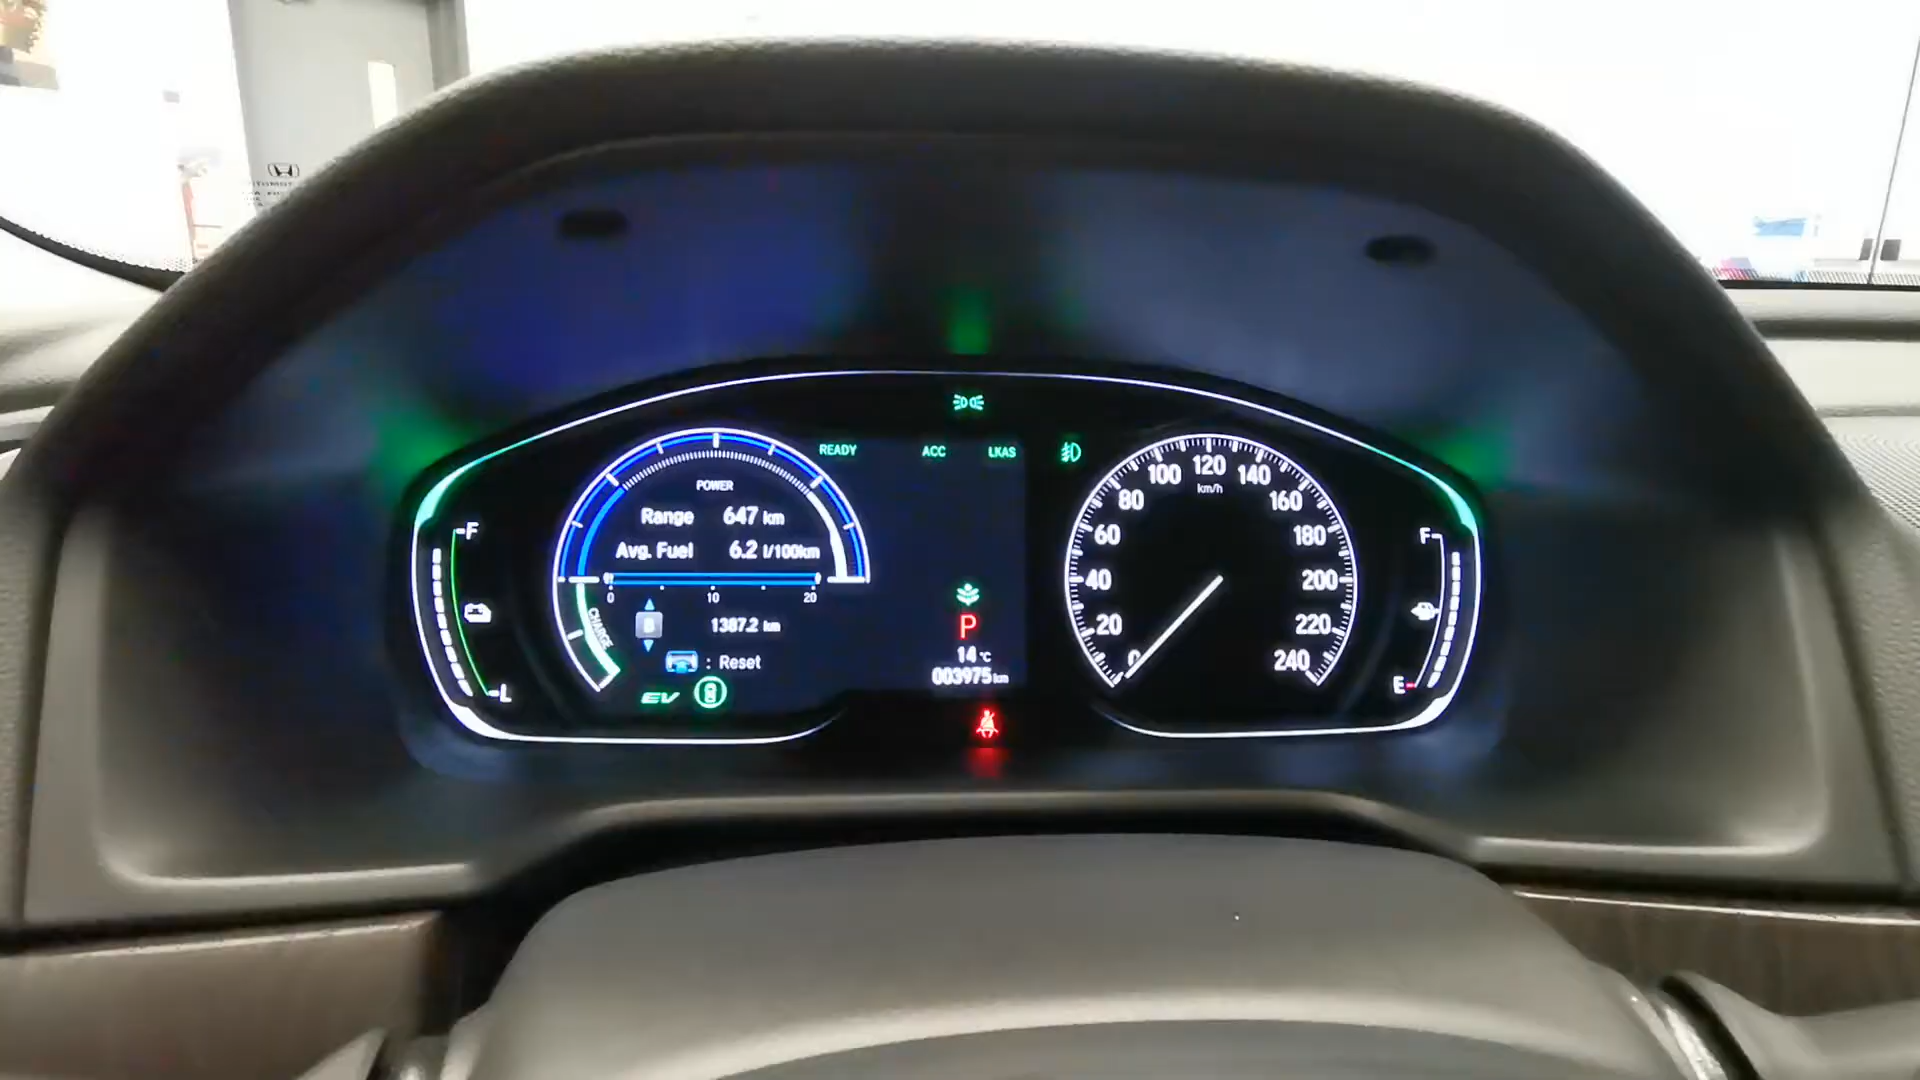 READY
ACC
LKAS
POWER
Range 647 km
Avg. Fuel 6.2 l/100km
0 10 20
CHARGE
B
1387.2 km
: Reset
EV
F
L
P
14 °C
003975 km
0 20 40 60 80 100 120 140 160 180 200 220 240
km/h
F
E